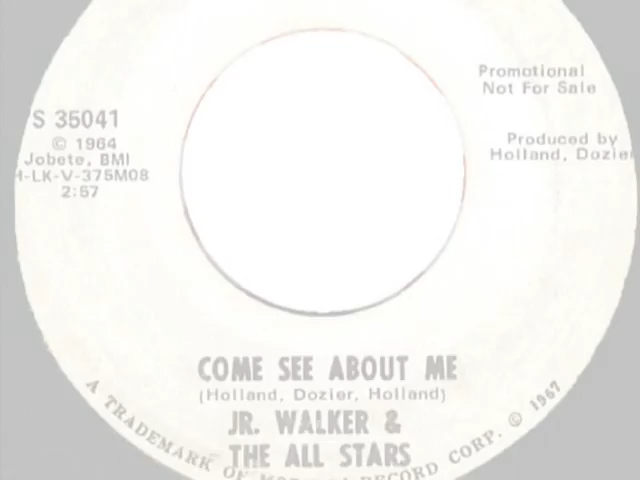 Promotional
Not For Sale
S 35041
© 1964
Jobete, BMI
-LK-V-375M08
2:57
Produced by
Holland, Dozier
COME SEE ABOUT ME
(Holland, Dozier, Holland)
JR. WALKER &
THE ALL STARS
A TRADEMARK OF RECORD CORP. © 1967